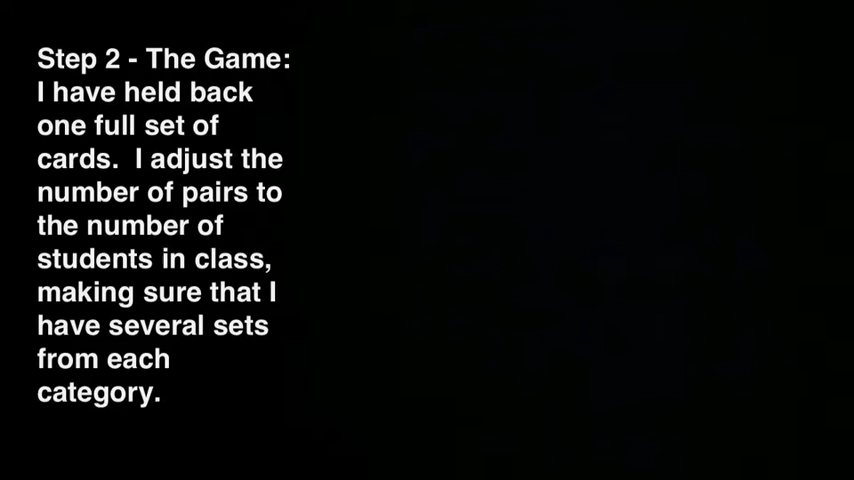 Step 2 - The Game:
I have held back
one full set of
cards.  I adjust the
number of pairs to
the number of
students in class,
making sure that I
have several sets
from each
category.